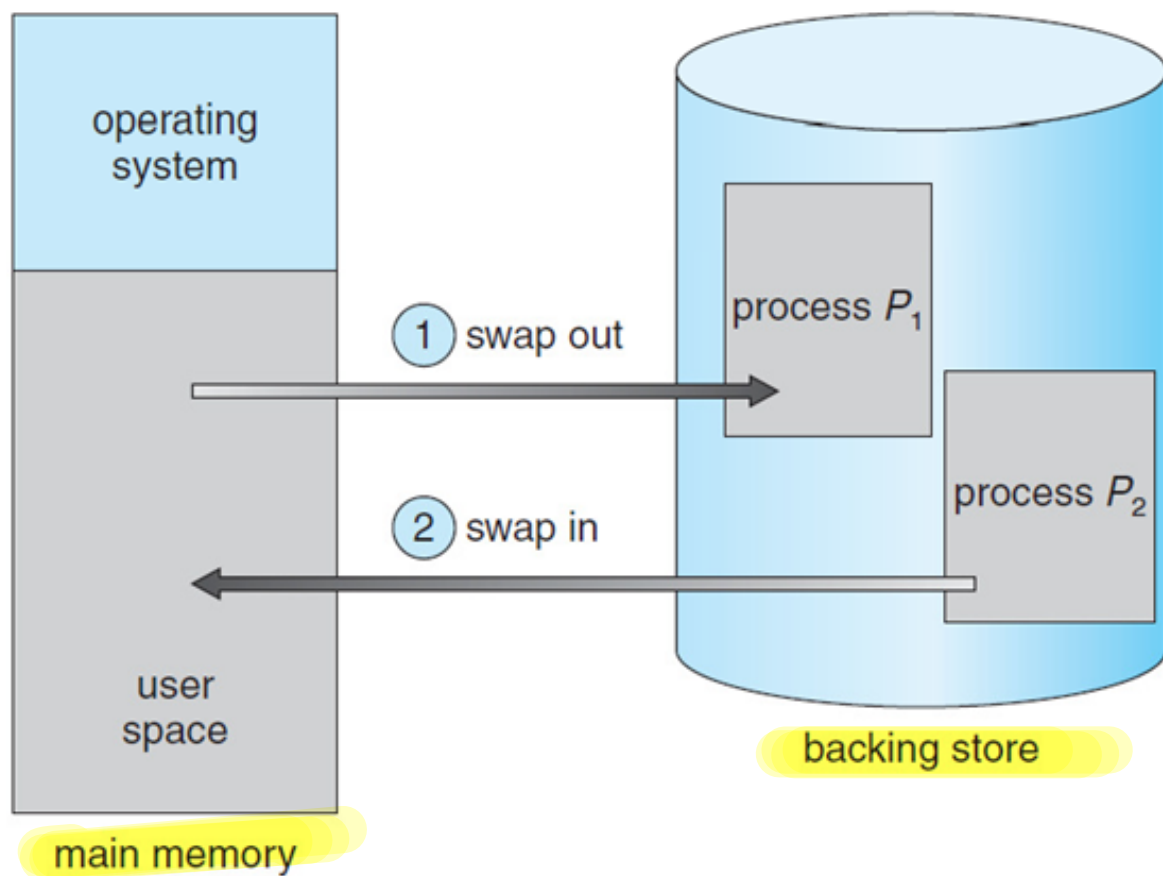 operating
system
process P1
1 swap out
process P2
2 swap in
user
space
backing store
main memory